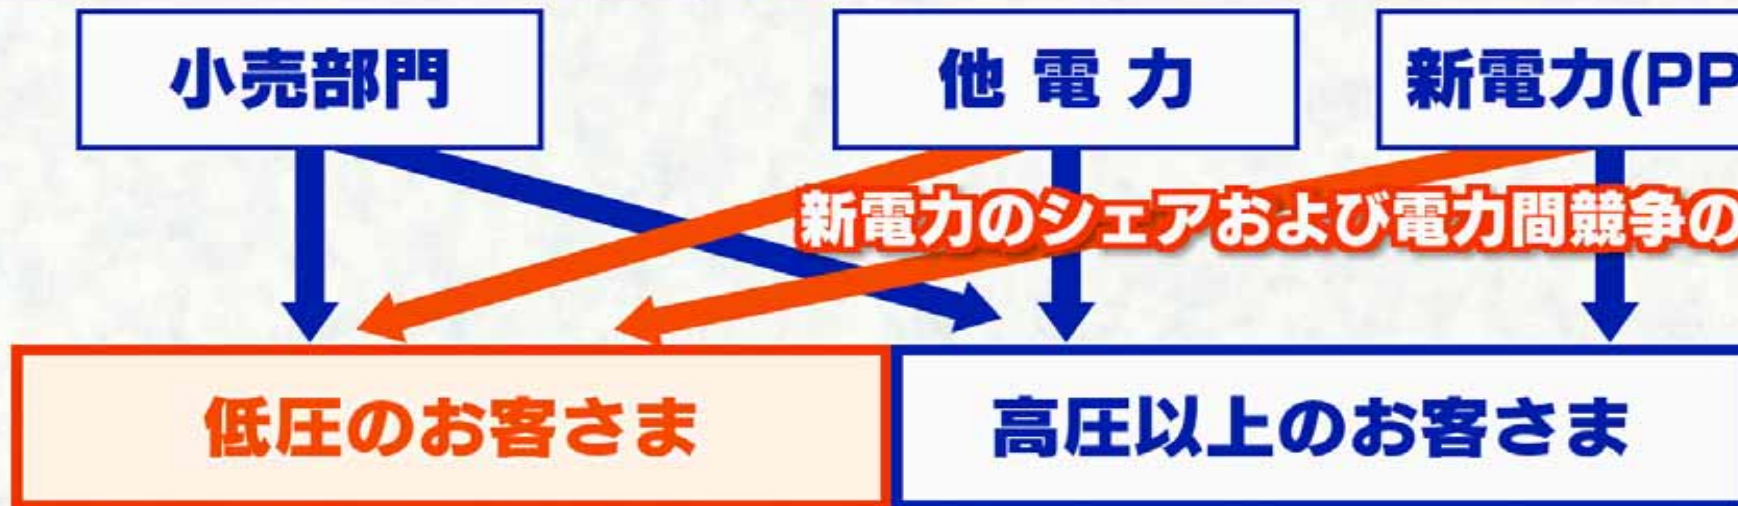 小売部門
他電力
新電力(PP
新電力のシェアおよび電力間競争の
低圧のお客さま
高圧以上のお客さま